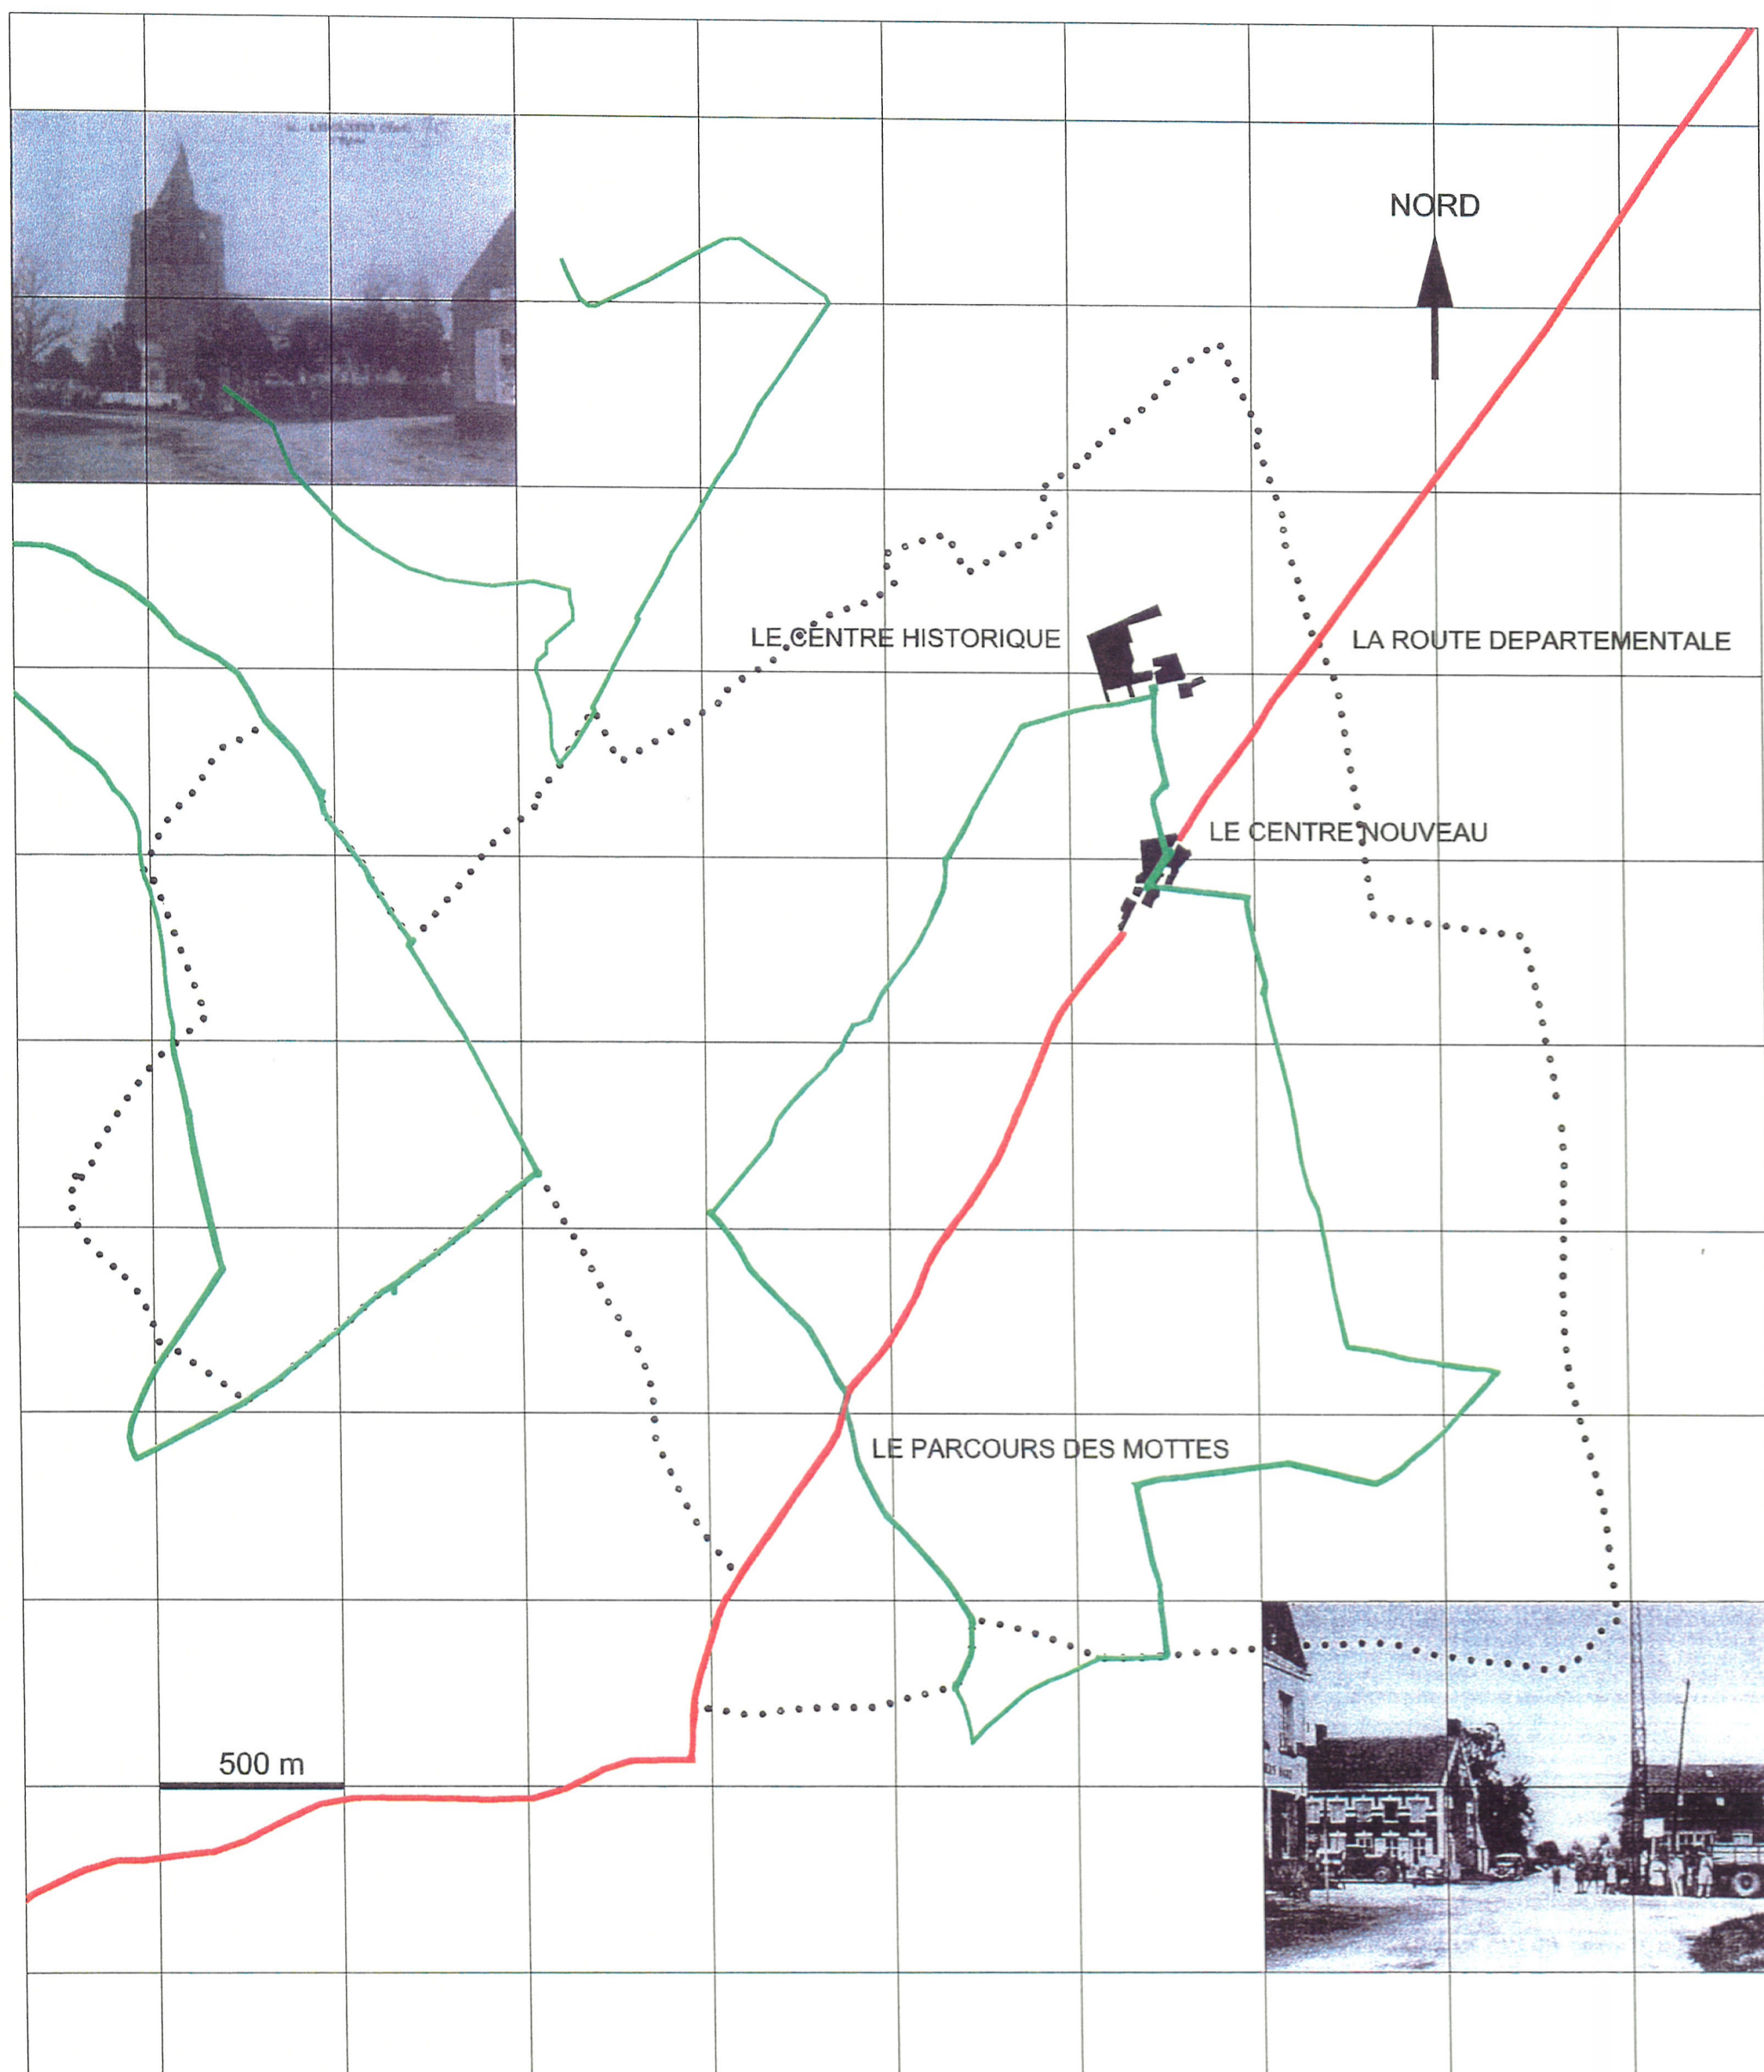 NORD
LE CENTRE HISTORIQUE
LA ROUTE DEPARTEMENTALE
LE CENTRE NOUVEAU
LE PARCOURS DES MOTTES
500 m